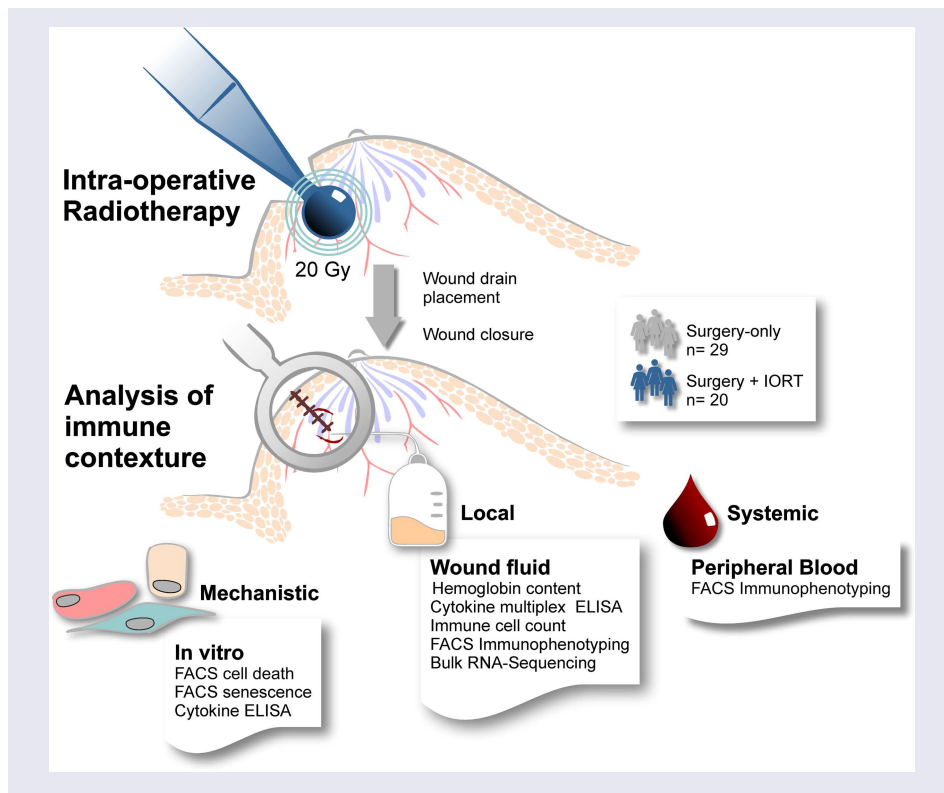 Intra-operative
Radiotherapy
20 Gy
Wound drain
placement
Wound closure
Surgery-only
n= 29
Surgery + IORT
n= 20
Analysis of
immune
contexture
Local
Systemic
Mechanistic
Wound fluid
Hemoglobin content
Cytokine multiplex ELISA
Immune cell count
FACS Immunophenotyping
Bulk RNA-Sequencing
Peripheral Blood
FACS Immunophenotyping
In vitro
FACS cell death
FACS senescence
Cytokine ELISA